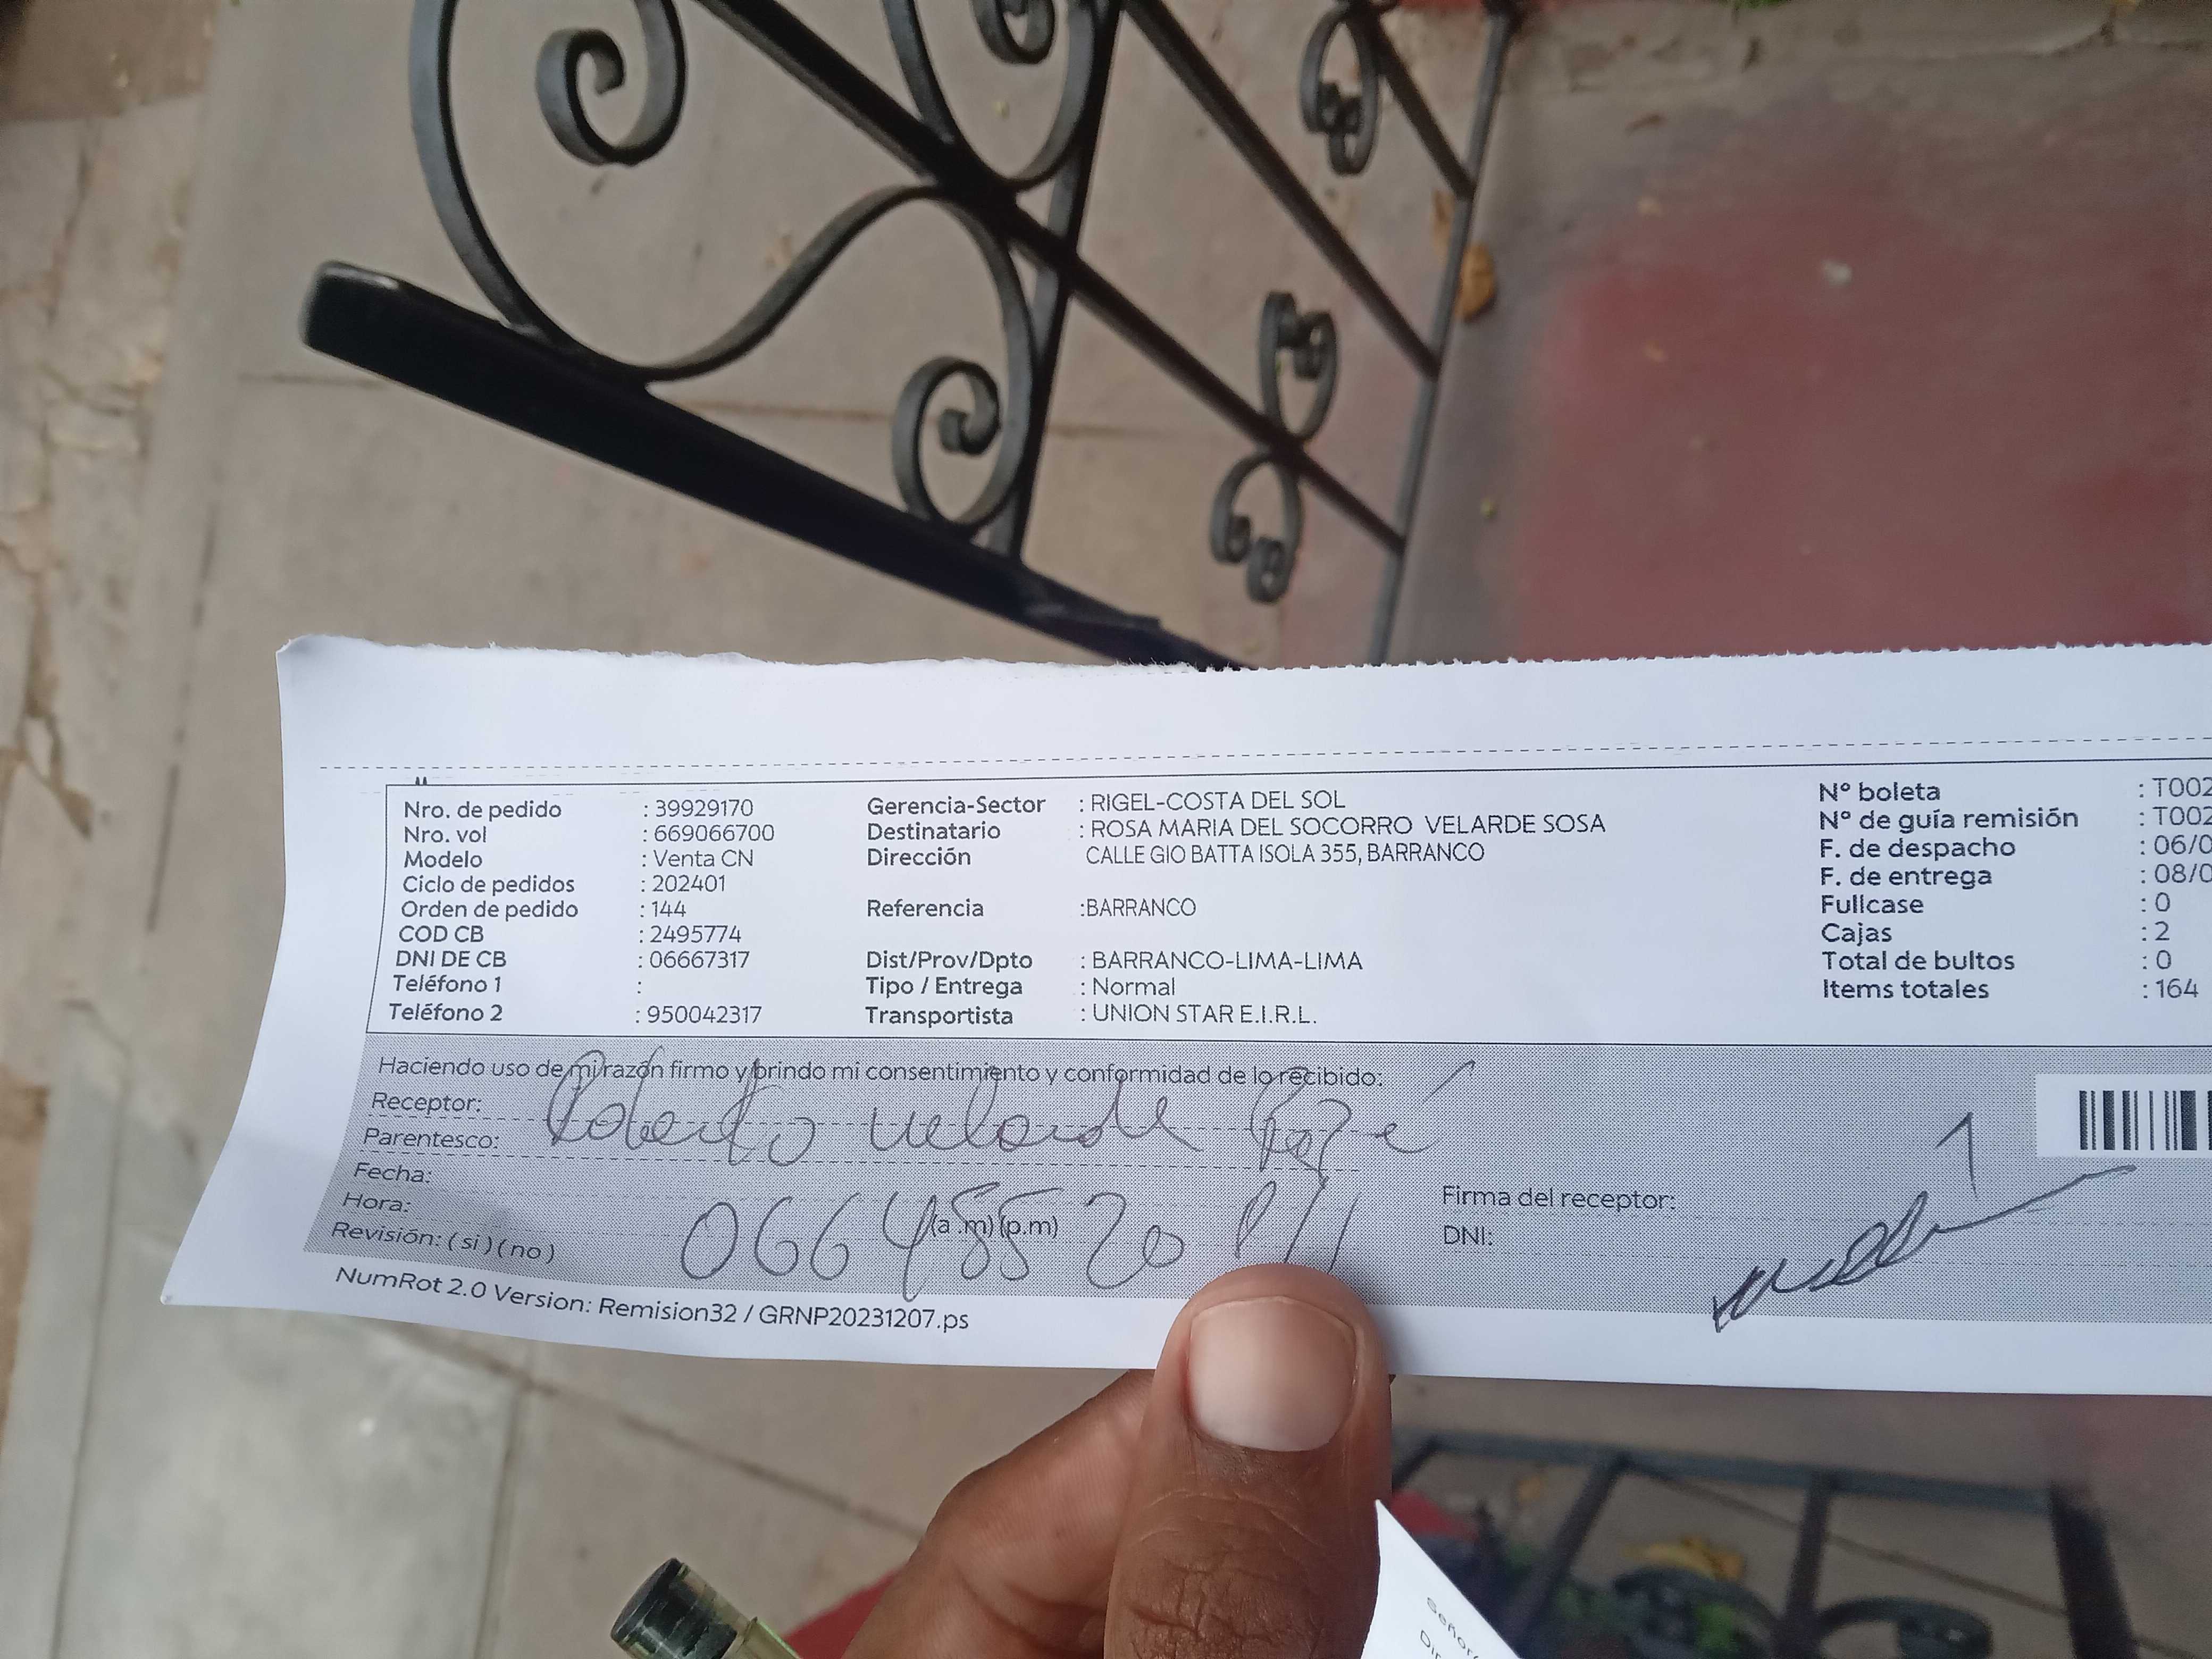 Nro. de pedido : 39929170
Nro. vol : 669066700
Modelo : Venta CN
Ciclo de pedidos : 202401
Orden de pedido : 144
COD CB : 2495774
DNI DE CB : 06667317
Teléfono 1 :
Teléfono 2 : 950042317
Gerencia-Sector : RIGEL-COSTA DEL SOL
Destinatario : ROSA MARIA DEL SOCORRO VELARDE SOSA
Dirección CALLE GIO BATTA ISOLA 355, BARRANCO
Referencia :BARRANCO
Dist/Prov/Dpto : BARRANCO-LIMA-LIMA
Tipo / Entrega : Normal
Transportista : UNION STAR E.I.R.L.
Nº boleta : T002
Nº de guía remisión : T002
F. de despacho : 06/0
F. de entrega : 08/0
Fullcase : 0
Cajas : 2
Total de bultos : 0
Items totales : 164
Haciendo uso de mi razón firmo y brindo mi consentimiento y conformidad de lo recibido:
Receptor: Roberto Velarde
Parentesco:
Fecha:
Hora: (a .m) (p.m)
Revisión: ( si ) ( no )
Firma del receptor:
DNI:
NumRot 2.0 Version: Remision32 / GRNP20231207.ps
Señor